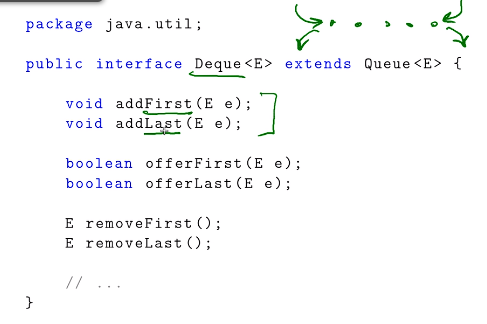 package java.util;
public interface Deque<E> extends Queue<E> {
void addFirst(E e);
void addLast(E e);
boolean offerFirst(E e);
boolean offerLast(E e);
E removeFirst();
E removeLast();
// ...
}